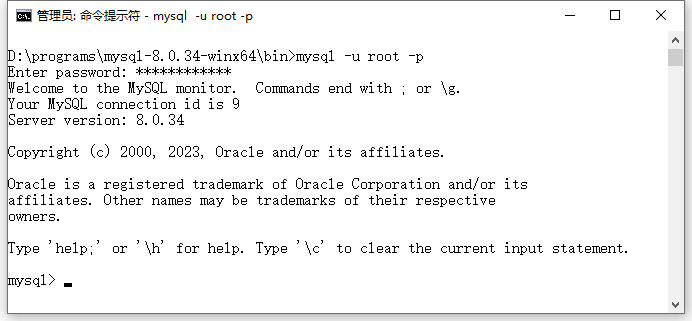 管理员: 命令提示符 - mysql  -u root -p
D:\programs\mysql-8.0.34-winx64\bin>mysql -u root -p
Enter password: ************
Welcome to the MySQL monitor.  Commands end with ; or \g.
Your MySQL connection id is 9
Server version: 8.0.34
Copyright (c) 2000, 2023, Oracle and/or its affiliates.
Oracle is a registered trademark of Oracle Corporation and/or its
affiliates. Other names may be trademarks of their respective
owners.
Type 'help;' or '\h' for help. Type '\c' to clear the current input statement.
mysql>